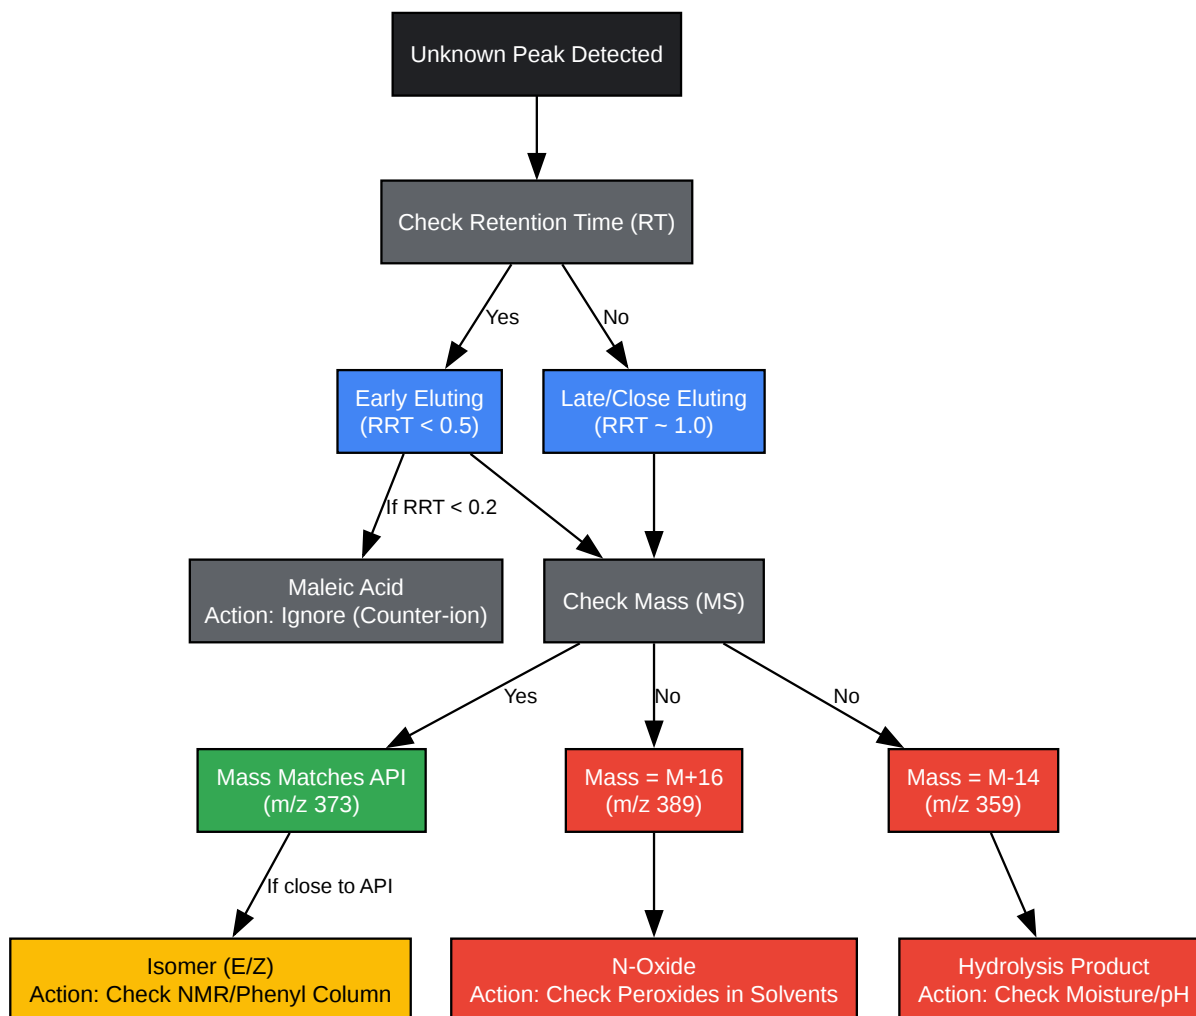 Unknown Peak Detected
Check Retention Time (RT)
Yes
No
Early Eluting
(RRT < 0.5)
Late/Close Eluting
(RRT ~ 1.0)
If RRT < 0.2
Maleic Acid
Action: Ignore (Counter-ion)
Check Mass (MS)
Yes
No
No
Mass Matches API
(m/z 373)
Mass = M+16
(m/z 389)
Mass = M-14
(m/z 359)
If close to API
Isomer (E/Z)
Action: Check NMR/Phenyl Column
N-Oxide
Action: Check Peroxides in Solvents
Hydrolysis Product
Action: Check Moisture/pH